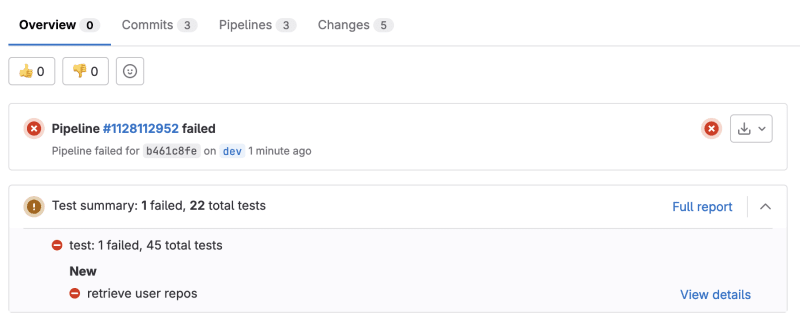 Overview 0 Commits 3 Pipelines 3 Changes 5
0 0
Pipeline #1128112952 failed
Pipeline failed for b461c8fe on dev 1 minute ago
Test summary: 1 failed, 22 total tests Full report
test: 1 failed, 45 total tests
New
retrieve user repos View details